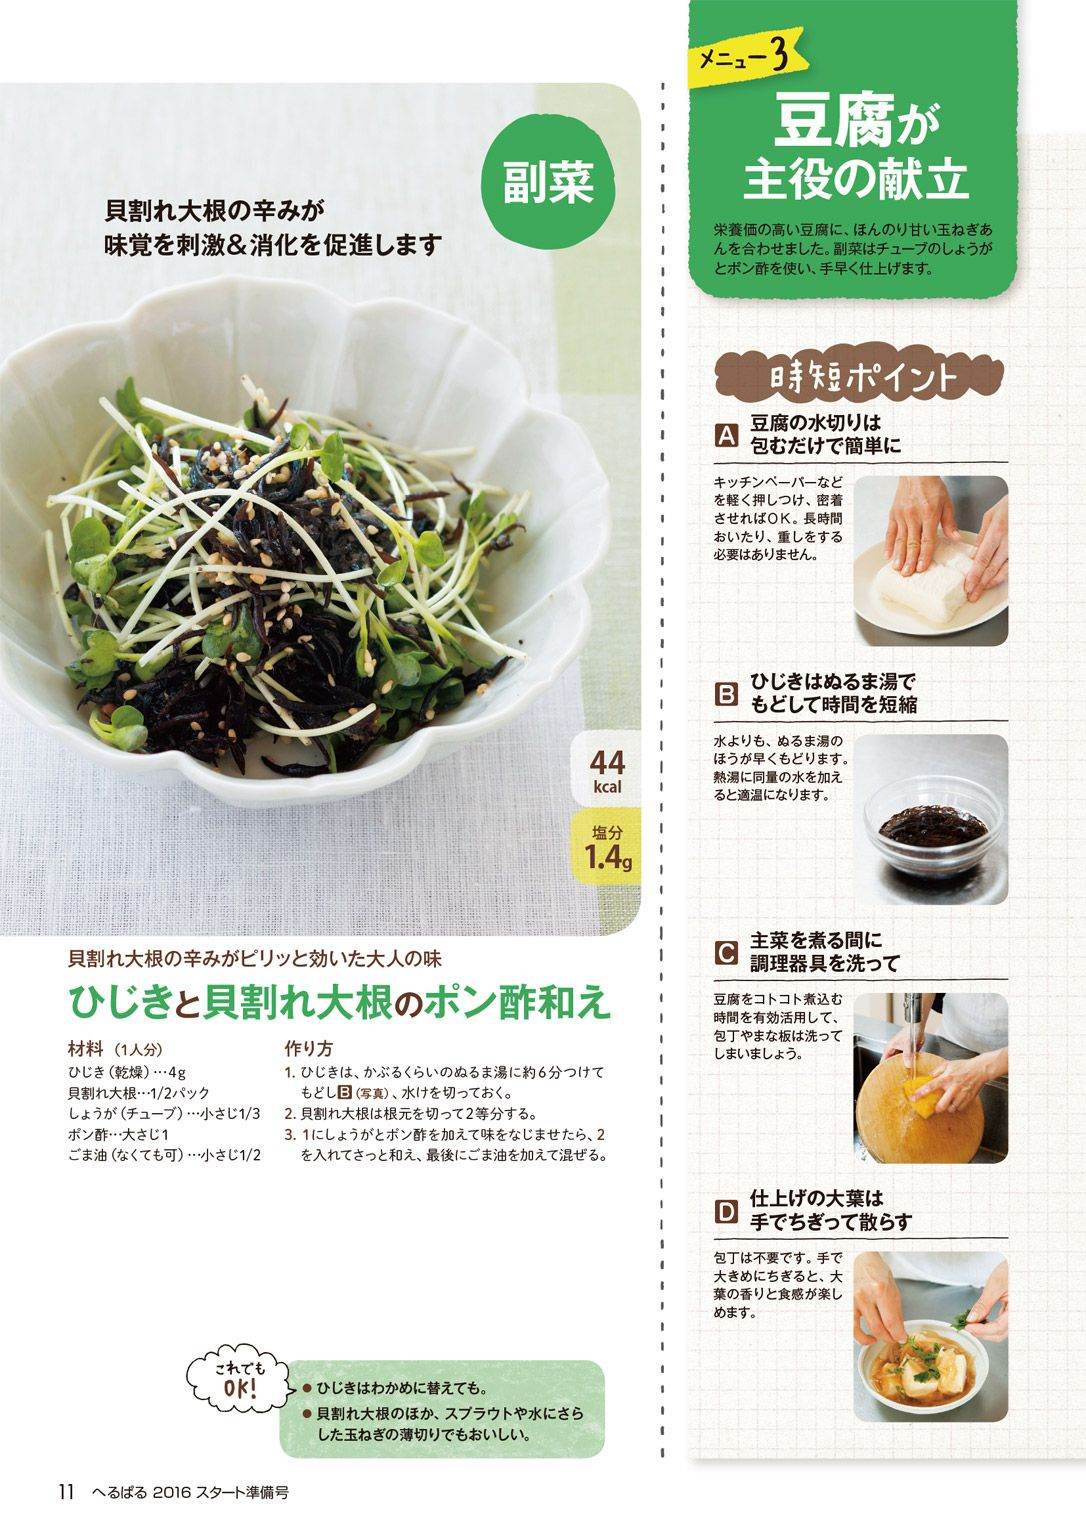 メニュー3
豆腐が
主役の献立
栄養価の高い豆腐に、ほんのり甘い玉ねぎあ
んを合わせました。副菜はチューブのしょうが
とポン酢を使い、手早く仕上げます。
副菜
貝割れ大根の辛みが
味覚を刺激&消化を促進します
44
kcal
塩分
1.4g
貝割れ大根の辛みがピリッと効いた大人の味
ひじきと貝割れ大根のポン酢和え
材料（1人分）
ひじき（乾燥）…4g
貝割れ大根…1/2パック
しょうが（チューブ）…小さじ1/3
ポン酢…大さじ1
ごま油（なくても可）…小さじ1/2
作り方
1. ひじきは、かぶるくらいのぬるま湯に約6分つけて
もどしB（写真）、水けを切っておく。
2. 貝割れ大根は根元を切って2等分する。
3. 1にしょうがとポン酢を加えて味をなじませたら、2
を入れてさっと和え、最後にごま油を加えて混ぜる。
これでも
OK!
● ひじきはわかめに替えても。
● 貝割れ大根のほか、スプラウトや水にさら
した玉ねぎの薄切りでもおいしい。
時短ポイント
A 豆腐の水切りは
包むだけで簡単に
キッチンペーパーなど
を軽く押しつけ、密着
させればOK。長時間
おいたり、重しをする
必要はありません。
B ひじきはぬるま湯で
もどして時間を短縮
水よりも、ぬるま湯の
ほうが早くもどります。
熱湯に同量の水を加え
ると適温になります。
C 主菜を煮る間に
調理器具を洗って
豆腐をコトコト煮込む
時間を有効活用して、
包丁やまな板は洗って
しまいましょう。
D 仕上げの大葉は
手でちぎって散らす
包丁は不要です。手で
大きめにちぎると、大
葉の香りと食感が楽し
めます。
11 へるぱる 2016 スタート準備号